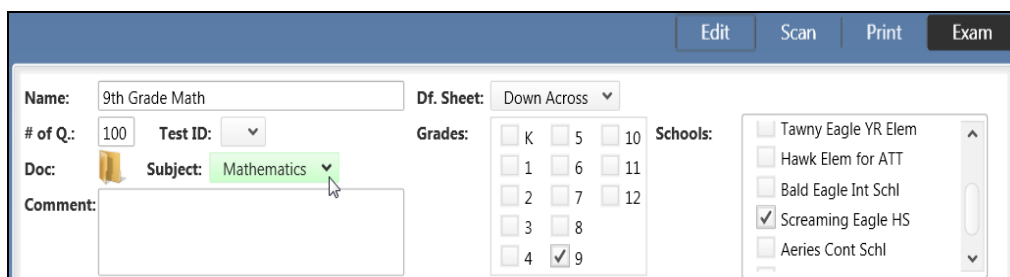 Edit Scan Print Exam
Name: 9th Grade Math Df. Sheet: Down Across
# of Q.: 100 Test ID: Grades: K 5 10 Schools: Tawny Eagle YR Elem
1 6 11 Hawk Elem for ATT
Doc: Subject: Mathematics
2 7 12 Bald Eagle Int Schl
Comment: 3 8 Screaming Eagle HS
4 9 Aeries Cont Schl